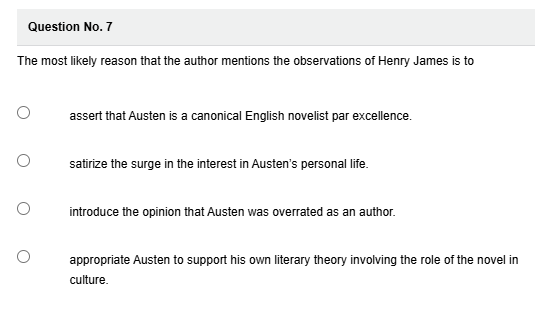 Question No. 7
The most likely reason that the author mentions the observations of Henry James is to
assert that Austen is a canonical English novelist par excellence.
satirize the surge in the interest in Austen's personal life.
introduce the opinion that Austen was overrated as an author.
appropriate Austen to support his own literary theory involving the role of the novel in
culture.